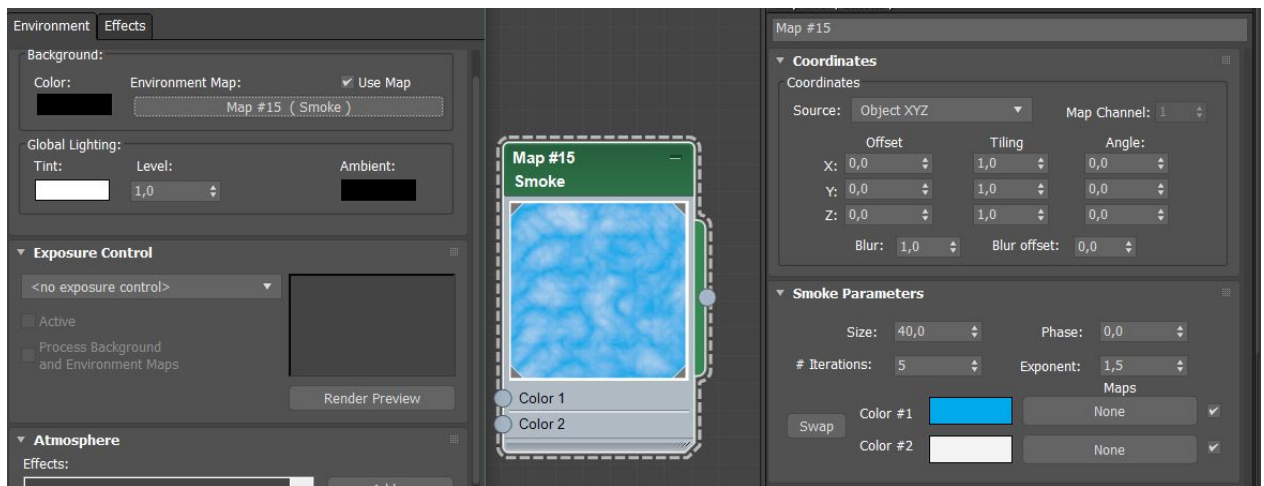 Environment Effects
Background:
Color: Environment Map: Use Map
Map #15 ( Smoke )
Global Lighting:
Tint: Level: Ambient:
1,0
Exposure Control
<no exposure control>
Active
Process Background
and Environment Maps
Render Preview
Atmosphere
Effects:
Map #15
Smoke
Color 1
Color 2
Map #15
Coordinates
Coordinates
Source: Object XYZ Map Channel: 1
Offset Tiling Angle:
X: 0,0 1,0 0,0
Y: 0,0 1,0 0,0
Z: 0,0 1,0 0,0
Blur: 1,0 Blur offset: 0,0
Smoke Parameters
Size: 40,0 Phase: 0,0
# Iterations: 5 Exponent: 1,5
Maps
Swap Color #1 None
Color #2 None